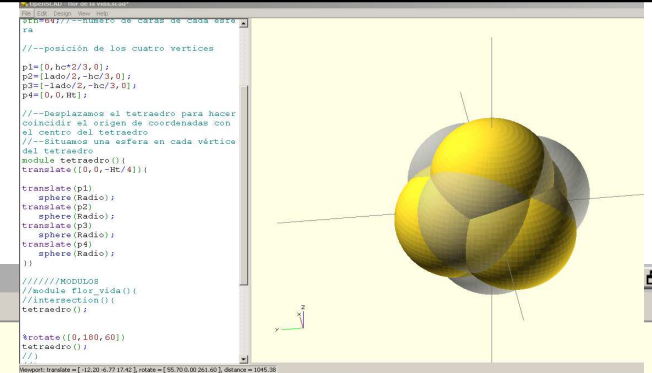 OpenSCAD - flor de la vida.scad*
File Edit Design View Help
$fn=64;//--numero de caras de cada esfe
ra
//--posición de los cuatro vertices
p1=[0,hc*2/3,0];
p2=[lado/2,-hc/3,0];
p3=[-lado/2,-hc/3,0];
p4=[0,0,Ht];
//--Desplazamos el tetraedro para hacer
coincidir el origen de coordenadas con
el centro del tetraedro
//--Situamos una esfera en cada vértice
del tetraedro
module tetraedro(){
translate([0,0,-Ht/4]){
translate(p1)
sphere(Radio);
translate(p2)
sphere(Radio);
translate(p3)
sphere(Radio);
translate(p4)
sphere(Radio);
}}
///////MODULOS
//module flor_vida(){
//intersection(){
tetraedro();
%rotate([0,180,60])
tetraedro();
//}
Z
X
Y
Viewport: translate = [ -12.20 -6.77 17.42 ], rotate = [ 55.70 0.00 261.60 ], distance = 1045.38